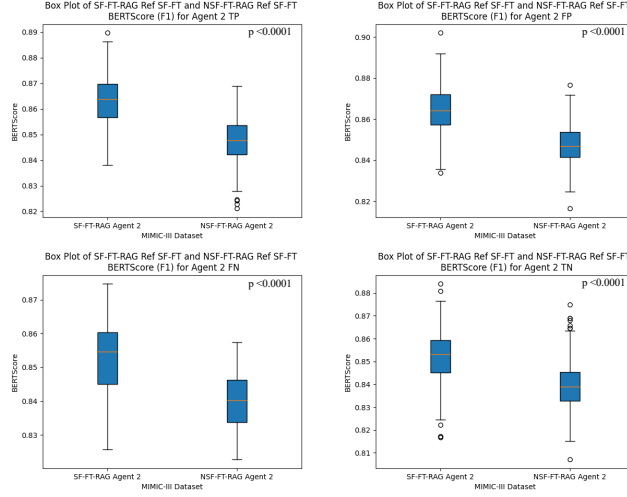 Box Plot of SF-FT-RAG Ref SF-FT and NSF-FT-RAG Ref SF-FT
BERTScore (F1) for Agent 2 TP
p <0.0001
0.89
0.88
0.87
0.86
0.85
0.84
0.83
0.82
BERTScore
SF-FT-RAG Agent 2
NSF-FT-RAG Agent 2
MIMIC-III Dataset
Box Plot of SF-FT-RAG Ref SF-FT and NSF-FT-RAG Ref SF-FT
BERTScore (F1) for Agent 2 FP
p <0.0001
0.90
0.88
0.86
0.84
0.82
BERTScore
SF-FT-RAG Agent 2
NSF-FT-RAG Agent 2
MIMIC-III Dataset
Box Plot of SF-FT-RAG Ref SF-FT and NSF-FT-RAG Ref SF-FT
BERTScore (F1) for Agent 2 FN
p <0.0001
0.87
0.86
0.85
0.84
0.83
BERTScore
SF-FT-RAG Agent 2
NSF-FT-RAG Agent 2
MIMIC-III Dataset
Box Plot of SF-FT-RAG Ref SF-FT and NSF-FT-RAG Ref SF-FT
BERTScore (F1) for Agent 2 TN
p <0.0001
0.88
0.87
0.86
0.85
0.84
0.83
0.82
0.81
BERTScore
SF-FT-RAG Agent 2
NSF-FT-RAG Agent 2
MIMIC-III Dataset